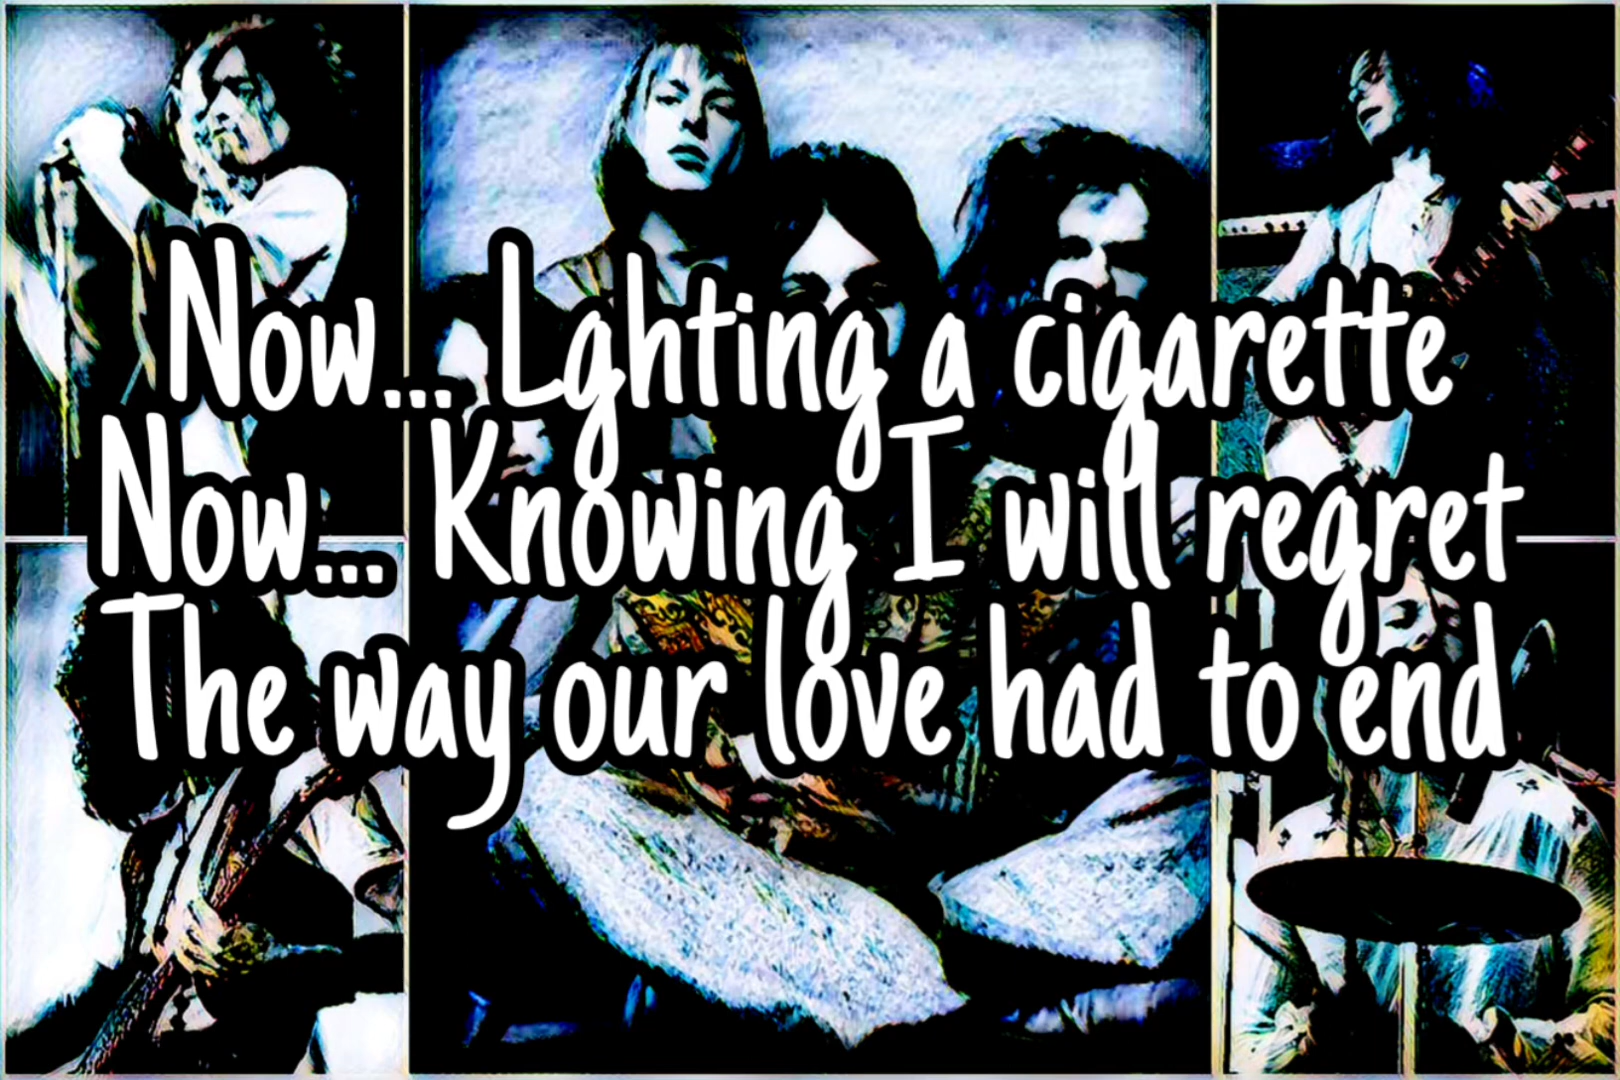 Now... Lghting a cigarette
Now... Knowing I will regret
The way our love had to end